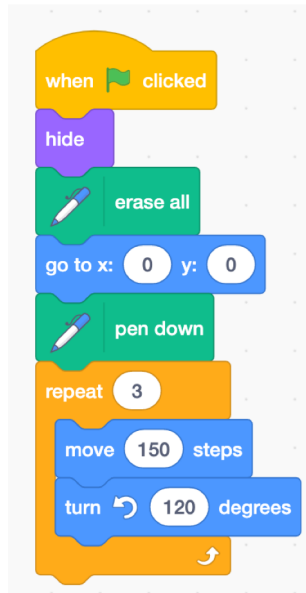 when clicked
hide
erase all
go to x: 0 y: 0
pen down
repeat 3
move 150 steps
turn 120 degrees